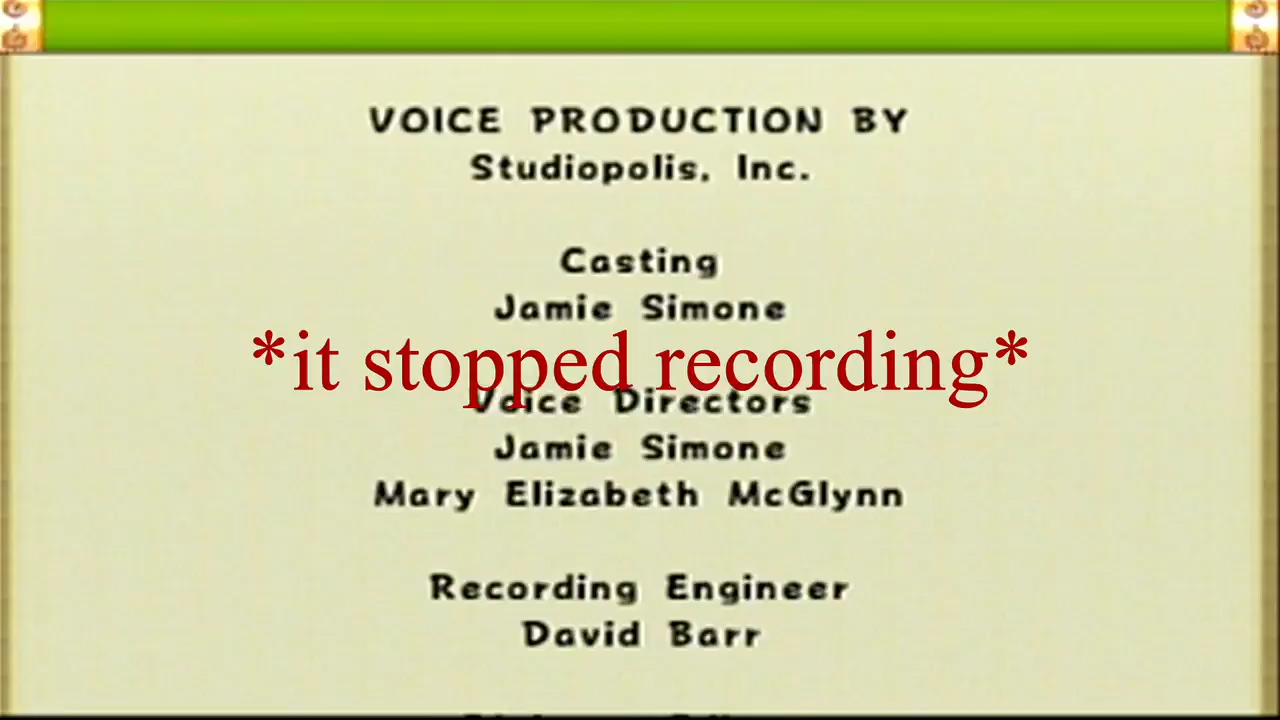 VOICE PRODUCTION BY
Studiopolis, Inc.
Casting
Jamie Simone
*it stopped recording*
Voice Directors
Jamie Simone
Mary Elizabeth McGlynn
Recording Engineer
David Barr